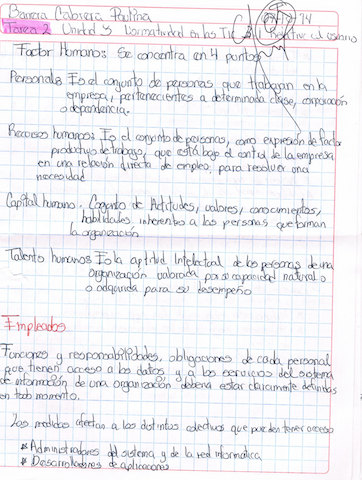 Barrera Cabrera Paulina
Tarea 2 Unidad 5 Normatividad en las TIC relativa al usuario
Factor Humano: Se concentra en 4 puntos
Personal: Es el conjunto de personas que trabajan en la
empresa, pertenecientes a determinada clase, corporación
o dependencia.
Recursos humanos: Es el conjunto de personas, como expresión de factor
productivo de trabajo, que está bajo el control de la empresa
en una relación directa de empleo, para resolver una
necesidad
Capital humano. Conjunto de Actitudes, valores, conocimientos,
habilidades inherentes a las personas que forman
la organización
Talento humano: Es la aptitud intelectual de las personas de una
organización valorada por su capacidad natural o
o adquirida para su desempeño
Empleados
Funciones y responsabilidades, obligaciones de cada personal
que tienen acceso a los datos y a los servicios del sistema
de información de una organización deberá estar claramente definidas
en todo momento.
Las medidas afectan a los distintos colectivos que pueden tener acceso
* Administradores del sistema y de la red informática
* Desarrolladores de aplicaciones